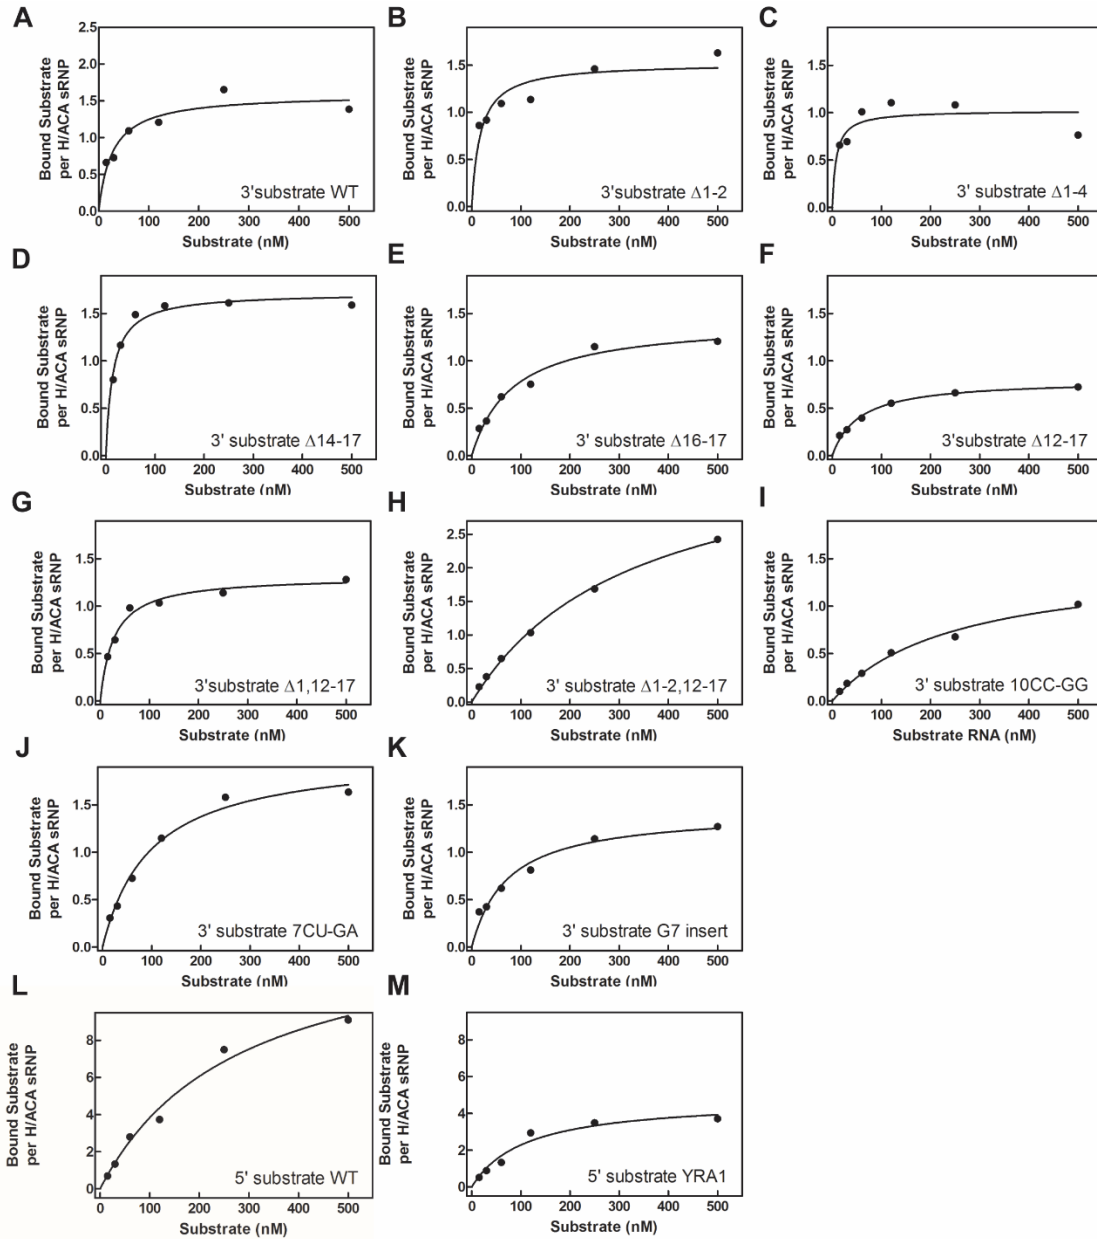 A
2.5
2.0
1.5
1.0
0.5
0.0
Bound Substrate
per H/ACA sRNP
3'substrate WT
0 100 200 300 400 500
Substrate (nM)
B
1.5
1.0
0.5
0.0
Bound Substrate
per H/ACA sRNP
3'substrate Δ1-2
0 100 200 300 400 500
Substrate (nM)
C
1.5
1.0
0.5
0.0
Bound Substrate
per H/ACA sRNP
3'substrate Δ1-4
0 100 200 300 400 500
Substrate (nM)
D
1.5
1.0
0.5
0.0
Bound Substrate
per H/ACA sRNP
3' substrate Δ14-17
0 100 200 300 400 500
Substrate (nM)
E
1.5
1.0
0.5
0.0
Bound Substrate
per H/ACA sRNP
3' substrate Δ16-17
0 100 200 300 400 500
Substrate (nM)
F
1.5
1.0
0.5
0.0
Bound Substrate
per H/ACA sRNP
3'substrate Δ12-17
0 100 200 300 400 500
Substrate (nM)
G
1.5
1.0
0.5
0.0
Bound Substrate
per H/ACA sRNP
3'substrate Δ1,12-17
0 100 200 300 400 500
Substrate (nM)
H
2.5
2.0
1.5
1.0
0.5
0.0
Bound Substrate
per H/ACA sRNP
3' substrate Δ1-2,12-17
0 100 200 300 400 500
Substrate (nM)
I
1.5
1.0
0.5
0.0
Bound Substrate
per H/ACA sRNP
3' substrate 10CC-GG
0 100 200 300 400 500
Substrate RNA (nM)
J
1.5
1.0
0.5
0.0
Bound Substrate
per H/ACA sRNP
3' substrate 7CU-GA
0 100 200 300 400 500
Substrate (nM)
K
1.5
1.0
0.5
0.0
Bound Substrate
per H/ACA sRNP
3' substrate G7 insert
0 100 200 300 400 500
Substrate (nM)
L
8
6
4
2
0
Bound Substrate
per H/ACA sRNP
5' substrate WT
0 100 200 300 400 500
Substrate (nM)
M
8
6
4
2
0
Bound Substrate
per H/ACA sRNP
5' substrate YRA1
0 100 200 300 400 500
Substrate (nM)